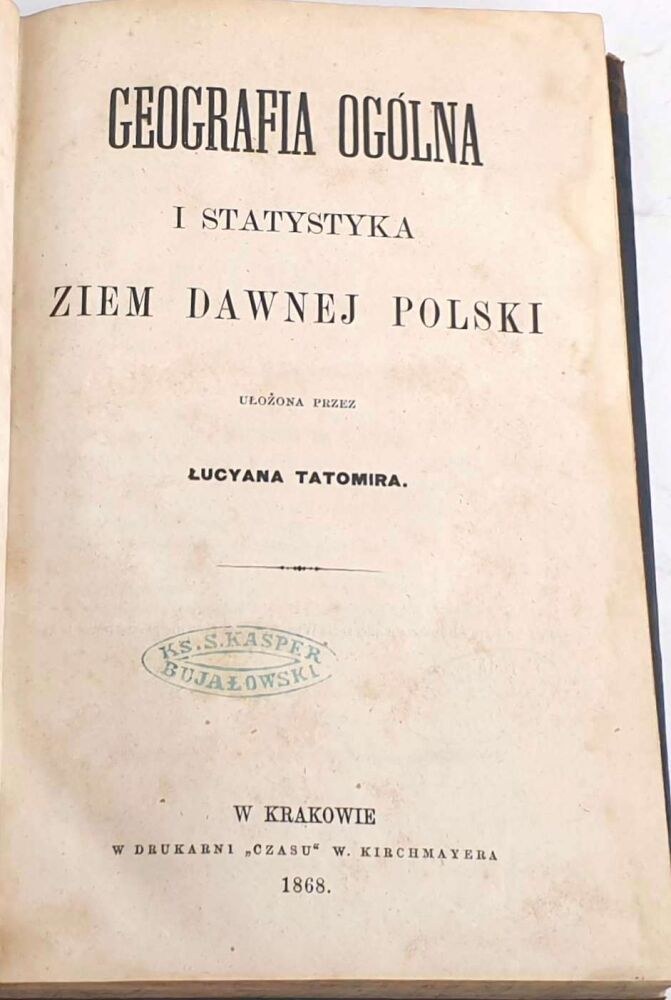 GEOGRAFIA OGÓLNA
I STATYSTYKA
ZIEM DAWNEJ POLSKI
UŁOŻONA PRZEZ
ŁUCYANA TATOMIRA.
KS. S. KASPER
BUJAŁOWSKI
W KRAKOWIE
W DRUKARNI „CZASU“ W. KIRCHMAYERA
1868.